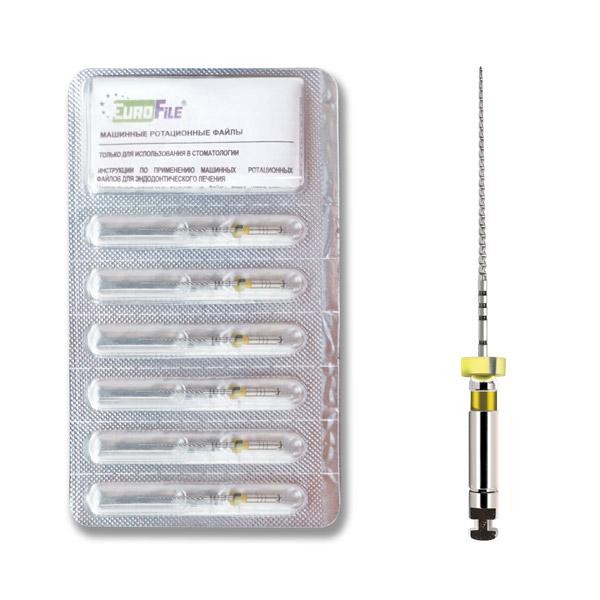 EUROFILE®
МАШИННЫЕ РОТАЦИОННЫЕ ФАЙЛЫ
ТОЛЬКО ДЛЯ ИСПОЛЬЗОВАНИЯ В СТОМАТОЛОГИИ
ИНСТРУКЦИИ ПО ПРИМЕНЕНИЮ МАШИННЫХ РОТАЦИОННЫХ
ФАЙЛОВ ДЛЯ ЭНДОДОНТИЧЕСКОГО ЛЕЧЕНИЯ